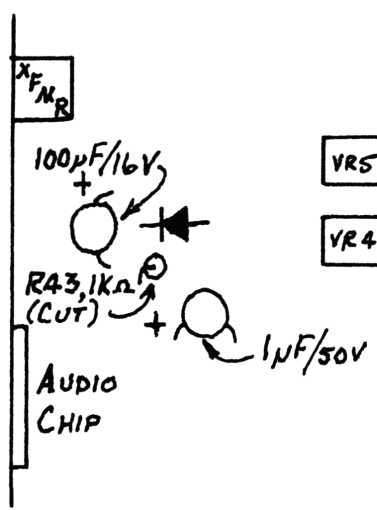 XFMR
100µF/16V
+
VR5
VR4
R43, 1KΩ
(CUT)
+
1µF/50V
AUDIO
CHIP